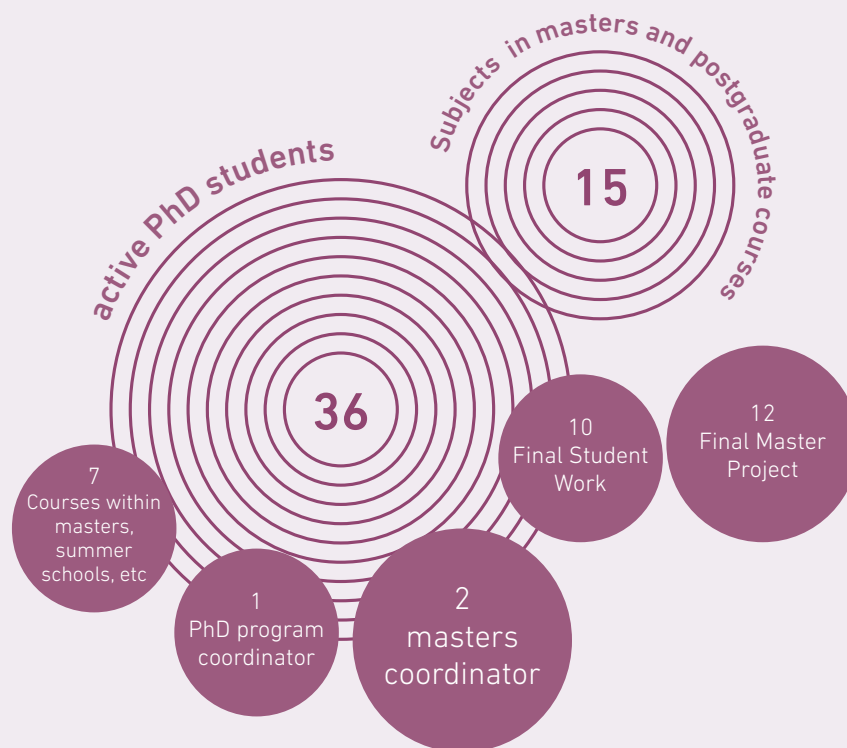 Subjects in masters and postgraduate courses
15
active PhD students
36
10
Final Student
Work
12
Final Master
Project
7
Courses within
masters,
summer
schools, etc
1
PhD program
coordinator
2
masters
coordinator